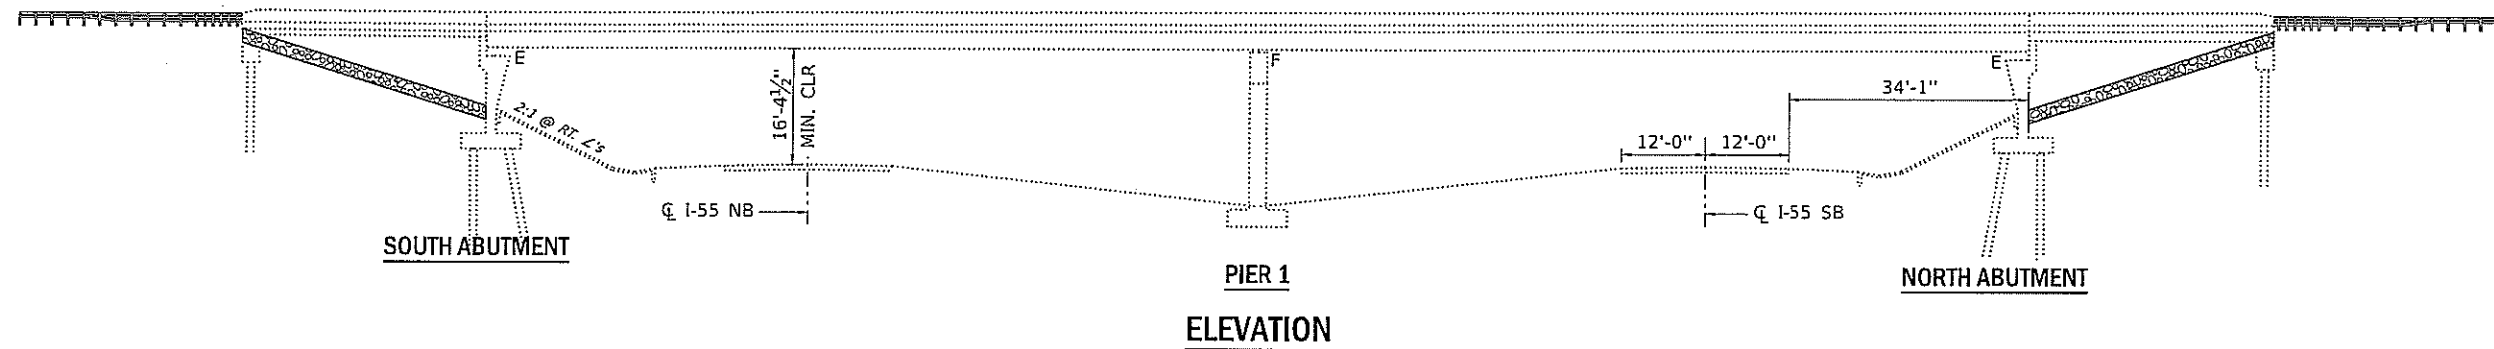 E
16'-4½"
MIN. CLR
F
E
34'-1"
2:1 @ RT. ∠'s
12'-0"
12'-0"
℄ I-55 NB
℄ I-55 SB
SOUTH ABUTMENT
PIER 1
NORTH ABUTMENT
ELEVATION